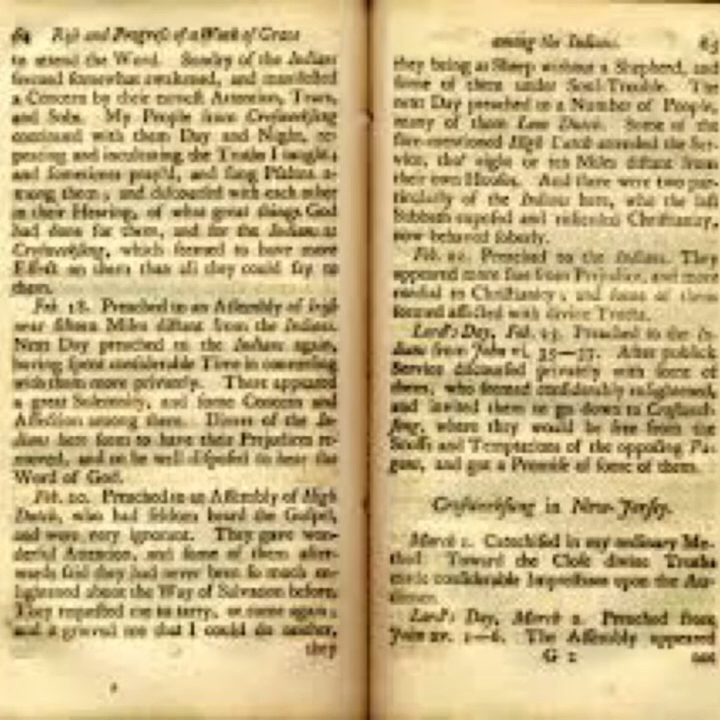 64 Rise and Progress of a Work of Grace
to attend the Word. Sundry of the Indians
seemed somewhat awakened, and manifested
a Concern by their earnest Attention, Tears,
and Sobs. My People from Crosweeksung
continued with them Day and Night, re-
peating and inculcating the Truths I taught;
and sometimes pray'd, and sung Psalms a-
mong them; and discoursed with each other
in their Hearing, of what great things God
had done for them, and for the Indians at
Crosweeksung, which seemed to have more
Effect on them than all they could say to
them.
Feb. 18. Preached to an Assembly of Irish
near fifteen Miles distant from the Indians.
Next Day preached to the Indians again,
having spent considerable Time in conversing
with them more privately. There appeared
a great Solemnity, and some Concern and
Affection among them. Divers of the In-
dians here seem to have their Prejudices re-
moved, and to be well disposed to hear the
Word of God.
Feb. 20. Preached to an Assembly of High
Dutch, who had seldom heard the Gospel,
and were very ignorant. They gave won-
derful Attention, and some of them after-
wards said they had never been so much en-
lightened about the Way of Salvation before.
They requested me to tarry, or come again;
and it grieved me that I could do neither,
they
among the Indians. 65
they being as Sheep without a Shepherd, and
some of them under Soul-Trouble. The
next Day preached to a Number of People,
many of them Low Dutch. Some of the
fore-mentioned High Dutch attended the Ser-
vice, tho' eight or ten Miles distant from
their own Houses. And there were two par-
ticularly of the Indians here, who the last
Sabbath opposed and ridiculed Christianity,
now behaved soberly.
Feb. 22. Preached to the Indians. They
appeared more free from Prejudice, and more
cordial to Christianity; and some of them
seemed affected with divine Truths.
Lord's Day, Feb. 23. Preached to the In-
dians from John vi. 35—37. After publick
Service discoursed privately with some of
them, who seemed considerably enlightened,
and invited them to go down to
where they would be free from the
Scoffs and Temptations of the opposing Pa-
gans, and got a Promise of some of them.
Crosweeksung in New-Jersey.
March 1. Catechised in my ordinary Me-
thod. Toward the Close divine Truths
made considerable Impressions upon the Au-
dience.
Lord's Day, March 2. Preached from
John xv. 1—6. The Assembly appeared
G 2 not